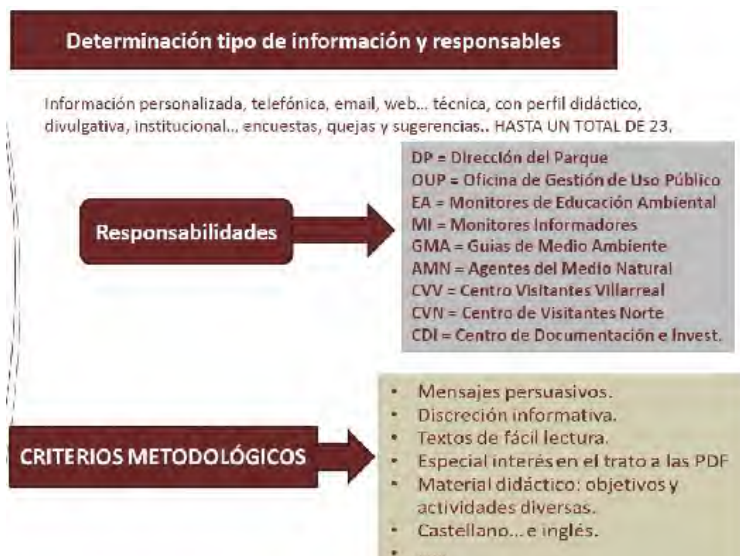 Determinación tipo de información y responsables
Información personalizada, telefónica, email, web... técnica, con perfil didáctico,
divulgativa, institucional... encuestas, quejas y sugerencias.. HASTA UN TOTAL DE 23.
Responsabilidades
DP = Dirección del Parque
OUP = Oficina de Gestión de Uso Público
EA = Monitores de Educación Ambiental
MI = Monitores Informadores
GMA = Guias de Medio Ambiente
AMN = Agentes del Medio Natural
CVV = Centro Visitantes Villarreal
CVN = Centro de Visitantes Norte
CDI = Centro de Documentación e Invest.
CRITERIOS METODOLÓGICOS
• Mensajes persuasivos.
• Discreción informativa.
• Textos de fácil lectura.
• Especial interés en el trato a las PDF
• Material didáctico: objetivos y
actividades diversas.
• Castellano... e inglés.